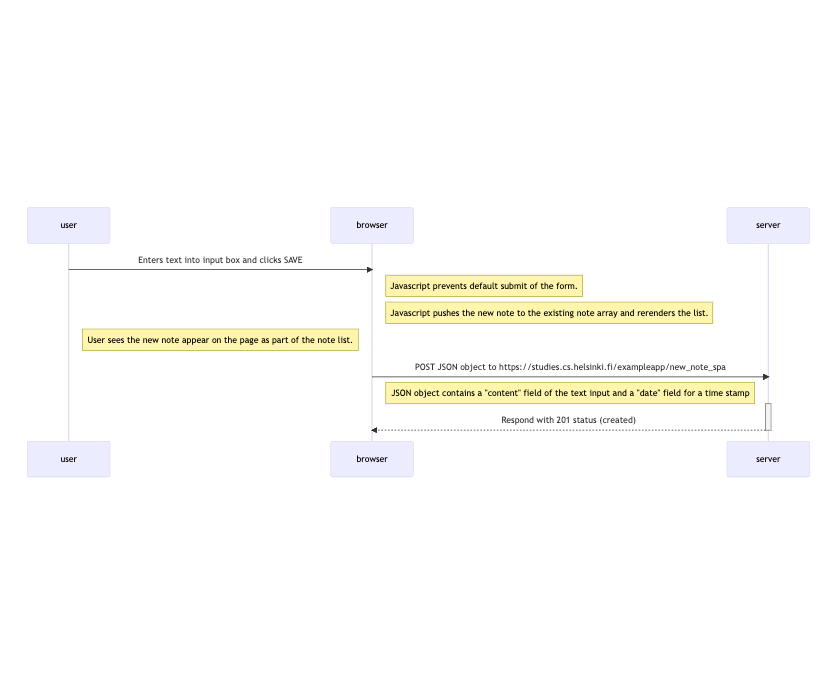 user
browser
server
Enters text into input box and clicks SAVE
Javascript prevents default submit of the form.
Javascript pushes the new note to the existing note array and rerenders the list.
User sees the new note appear on the page as part of the note list.
POST JSON object to https://studies.cs.helsinki.fi/exampleapp/new_note_spa
JSON object contains a "content" field of the text input and a "date" field for a time stamp
Respond with 201 status (created)
user
browser
server